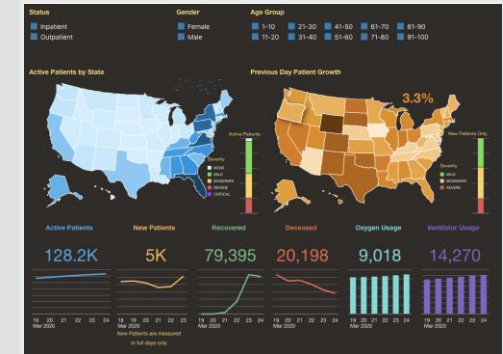 Status
Gender
Age Group
Inpatient
Female
1-10
21-30
41-50
61-70
81-90
Outpatient
Male
11-20
31-40
51-60
71-80
91-100
Active Patients by State
Previous Day Patient Growth
3.3%
Active Patients
New Patients Only
Severity
NONE
MILD
MODERATE
SEVERE
CRITICAL
Severity
MILD
MODERATE
SEVERE
Active Patients
New Patients
Recovered
Deceased
Oxygen Usage
Ventilator Usage
128.2K
5K
79,395
20,198
9,018
14,270
19 20 21 22 23 24
Mar 2020
18 19 20 21 22 23
Mar 2020
19 20 21 22 23 24
Mar 2020
19 20 21 22 23 24
Mar 2020
19 20 21 22 23 24
Mar 2020
19 20 21 22 23 24
Mar 2020
New Patients are measured
in full days only